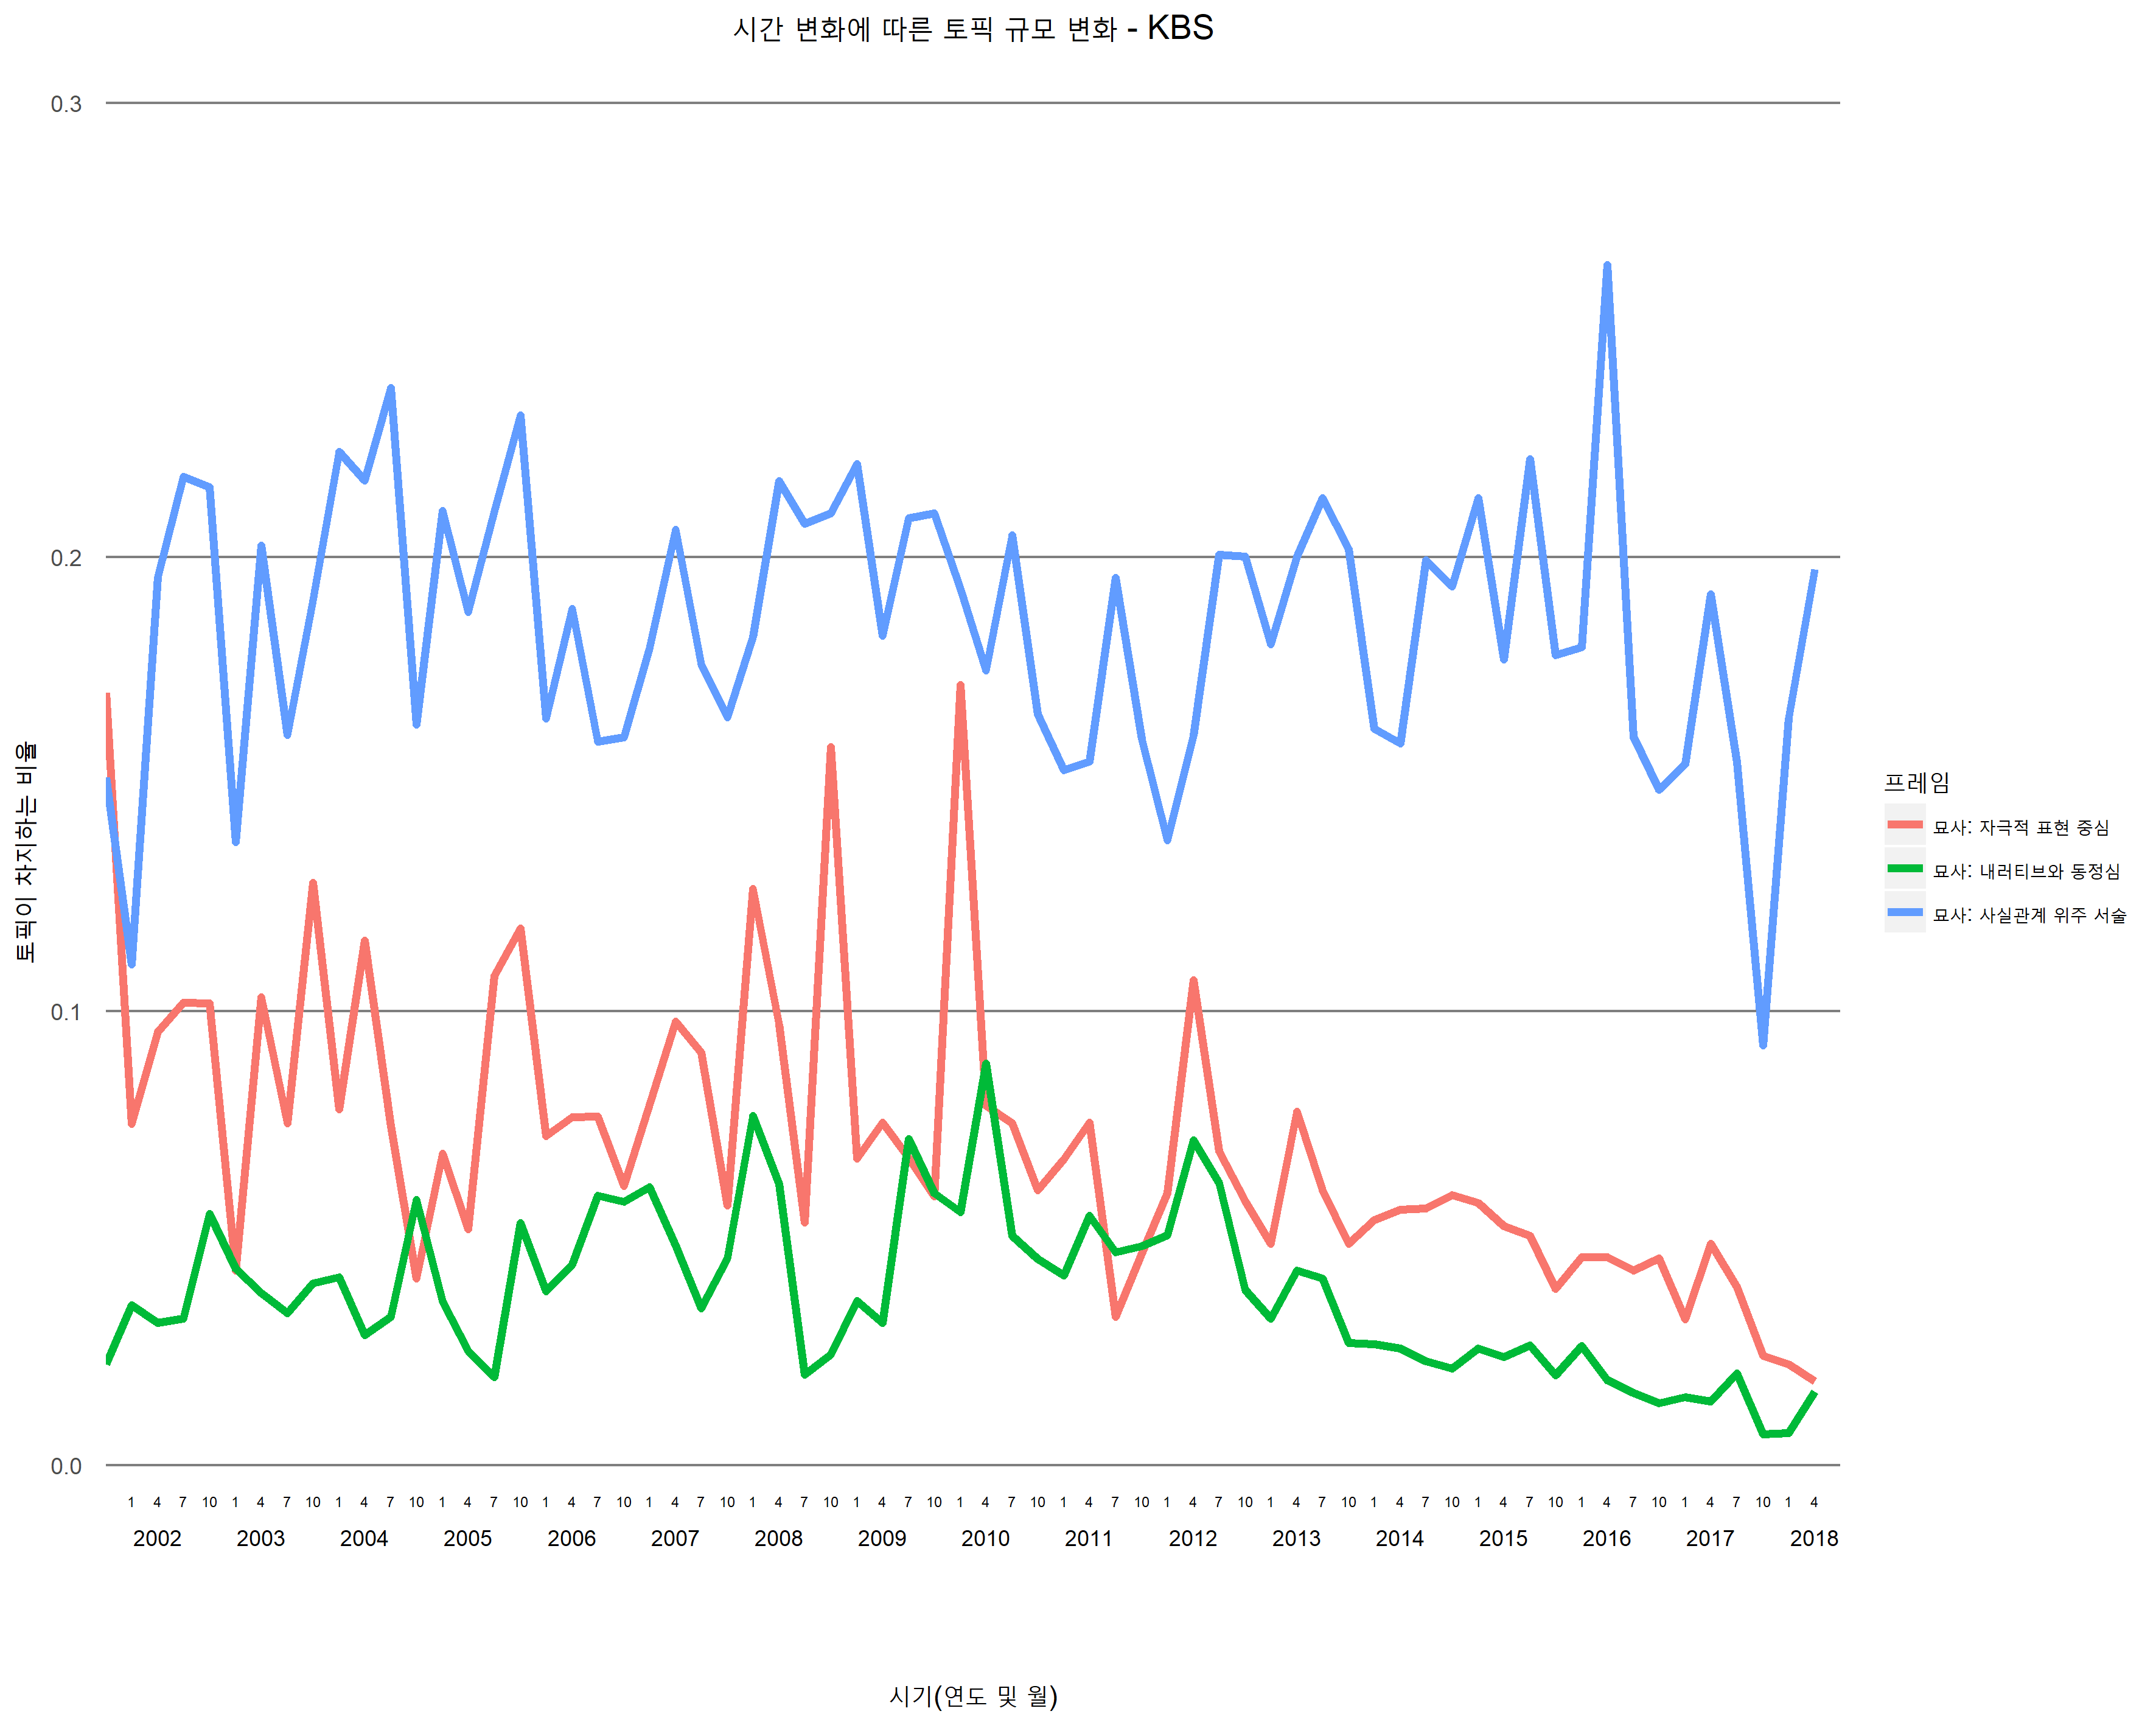 시간 변화에 따른 토픽 규모 변화 - KBS
0.3
0.2
0.1
0.0
토픽이 차지하는 비율
프레임
묘사: 자극적 표현 중심
묘사: 내러티브와 동정심
묘사: 사실관계 위주 서술
1 4 7 10 1 4 7 10 1 4 7 10 1 4 7 10 1 4 7 10 1 4 7 10 1 4 7 10 1 4 7 10 1 4 7 10 1 4 7 10 1 4 7 10 1 4 7 10 1 4 7 10 1 4 7 10 1 4 7 10 1 4 7 10 1 4
2002 2003 2004 2005 2006 2007 2008 2009 2010 2011 2012 2013 2014 2015 2016 2017 2018
시기(연도 및 월)